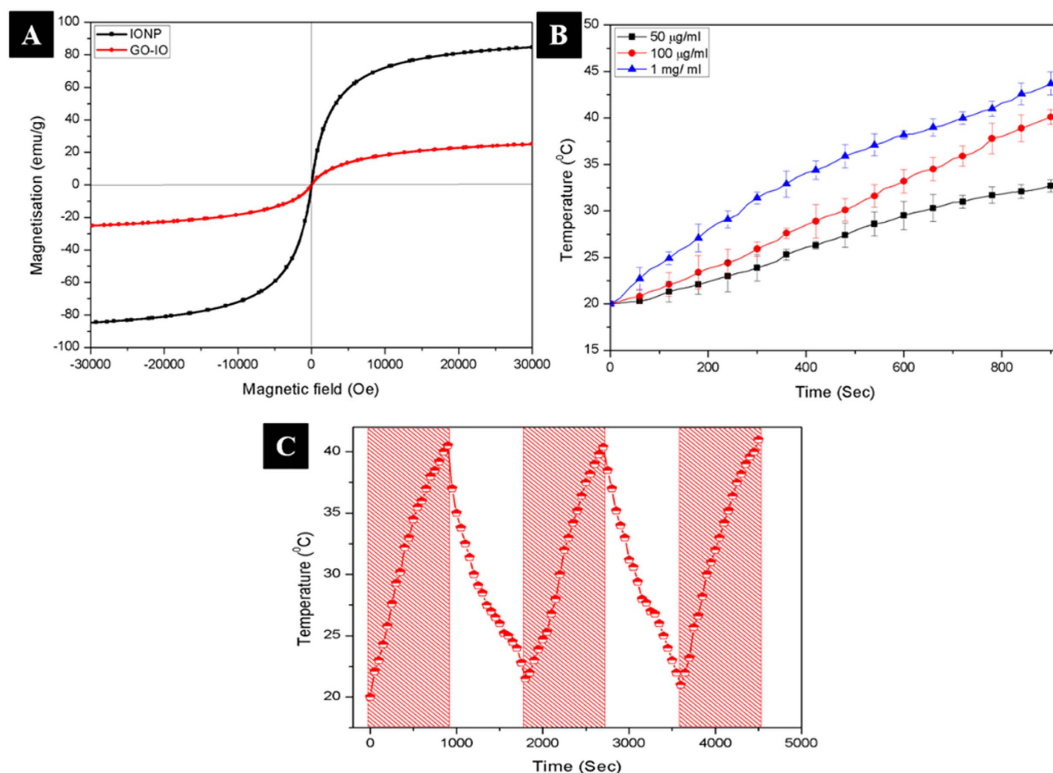 A
IONP
GO-IO
Magnetisation (emu/g)
100
80
60
40
20
0
-20
-40
-60
-80
-100
-30000 -20000 -10000 0 10000 20000 30000
Magnetic field (Oe)
B
50 µg/ml
100 µg/ml
1 mg/ ml
Temperature (⁰C)
50
45
40
35
30
25
20
15
0 200 400 600 800
Time (Sec)
C
Temperature (⁰C)
40
35
30
25
20
0 1000 2000 3000 4000 5000
Time (Sec)